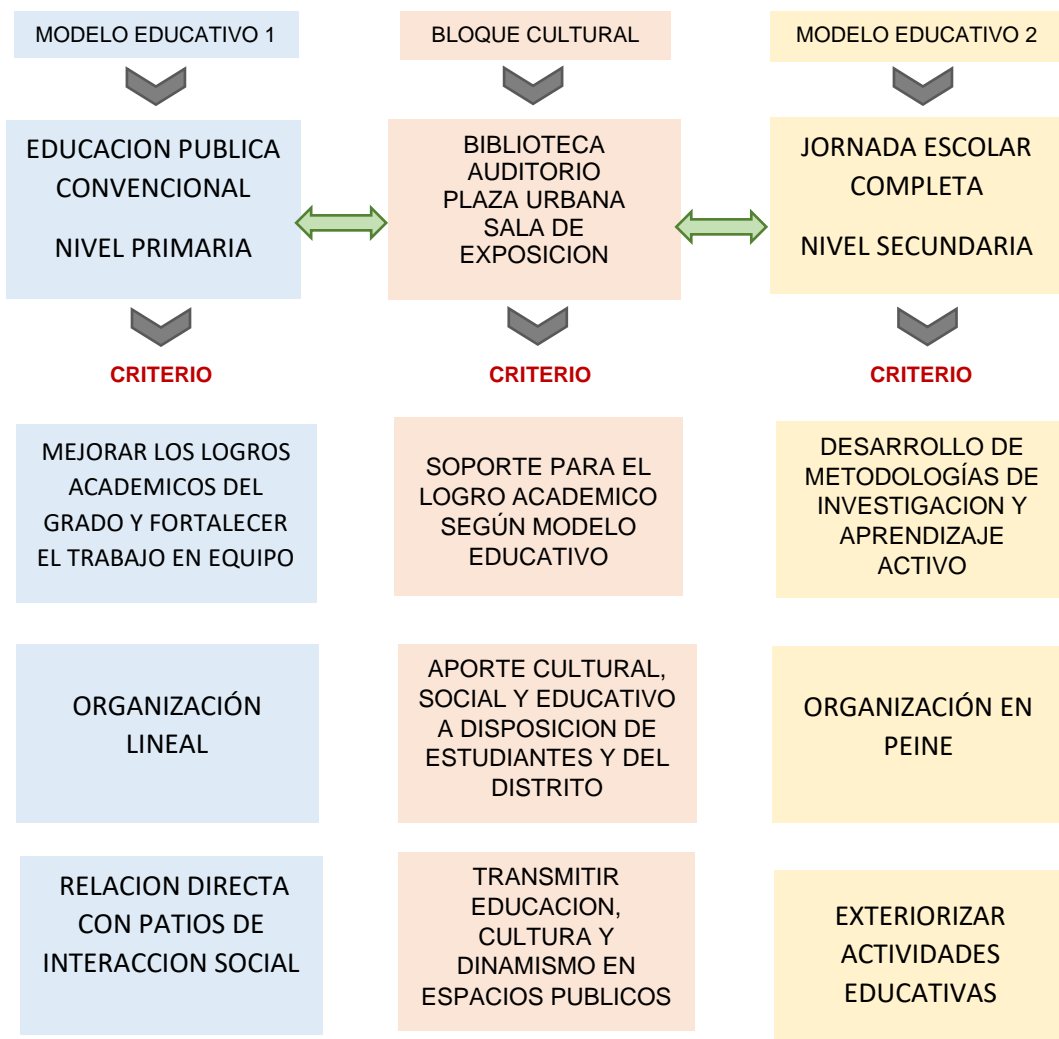 MODELO EDUCATIVO 1
BLOQUE CULTURAL
MODELO EDUCATIVO 2
EDUCACION PUBLICA
CONVENCIONAL
NIVEL PRIMARIA
BIBLIOTECA
AUDITORIO
PLAZA URBANA
SALA DE
EXPOSICION
JORNADA ESCOLAR
COMPLETA
NIVEL SECUNDARIA
CRITERIO
CRITERIO
CRITERIO
MEJORAR LOS LOGROS
ACADEMICOS DEL
GRADO Y FORTALECER
EL TRABAJO EN EQUIPO
SOPORTE PARA EL
LOGRO ACADEMICO
SEGÚN MODELO
EDUCATIVO
DESARROLLO DE
METODOLOGÍAS DE
INVESTIGACION Y
APRENDIZAJE
ACTIVO
ORGANIZACIÓN
LINEAL
APORTE CULTURAL,
SOCIAL Y EDUCATIVO
A DISPOSICION DE
ESTUDIANTES Y DEL
DISTRITO
ORGANIZACIÓN EN
PEINE
RELACION DIRECTA
CON PATIOS DE
INTERACCION SOCIAL
TRANSMITIR
EDUCACION,
CULTURA Y
DINAMISMO EN
ESPACIOS PUBLICOS
EXTERIORIZAR
ACTIVIDADES
EDUCATIVAS